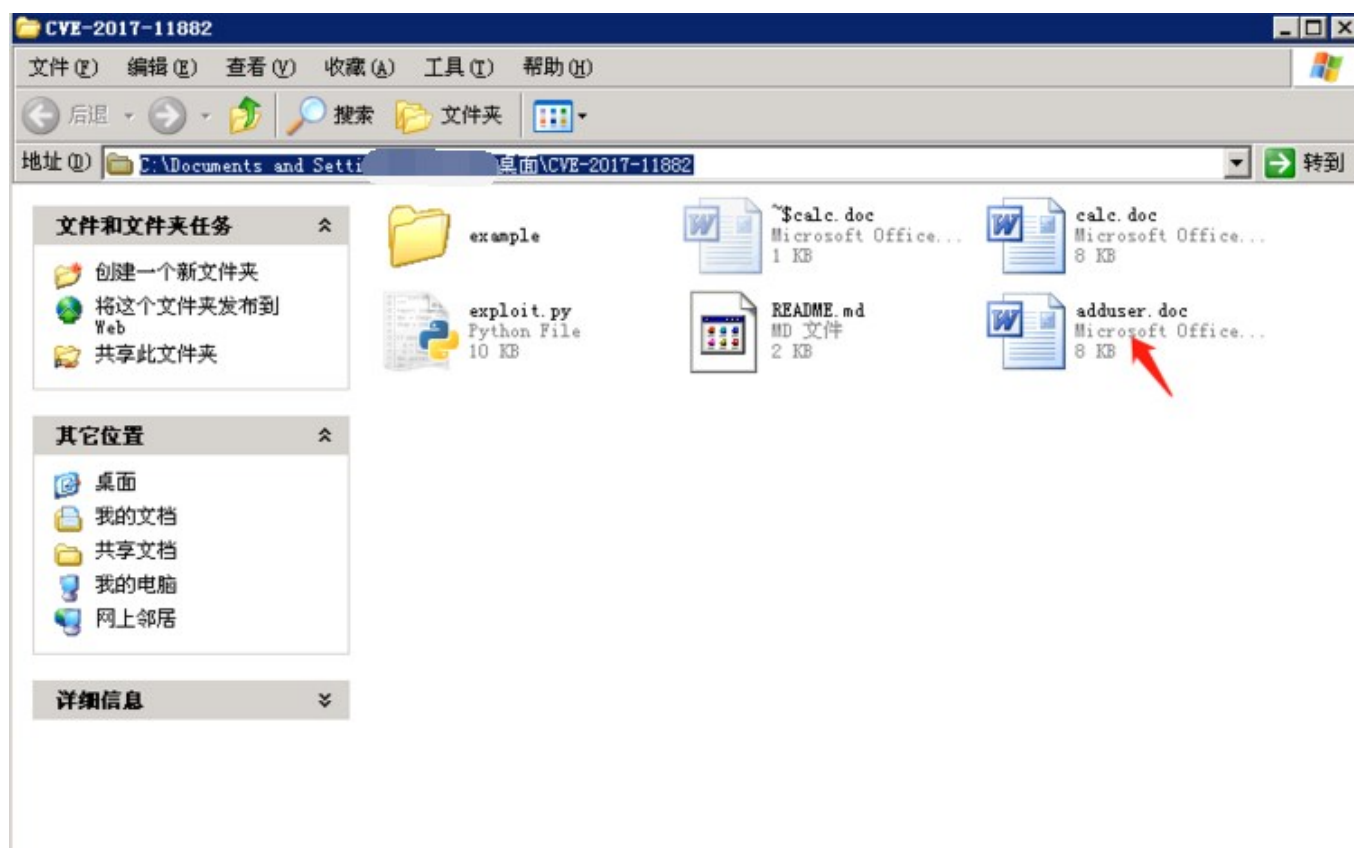 CVE-2017-11882
文件(F) 编辑(E) 查看(V) 收藏(A) 工具(T) 帮助(H)
后退 搜索 文件夹
地址(D) C:\Documents and Setti 桌面\CVE-2017-11882 转到
文件和文件夹任务
创建一个新文件夹
将这个文件夹发布到
Web
共享此文件夹
其它位置
桌面
我的文档
共享文档
我的电脑
网上邻居
详细信息
example
~$calc.doc
Microsoft Office...
1 KB
calc.doc
Microsoft Office...
8 KB
exploit.py
Python File
10 KB
README.md
MD 文件
2 KB
adduser.doc
Microsoft Office...
8 KB